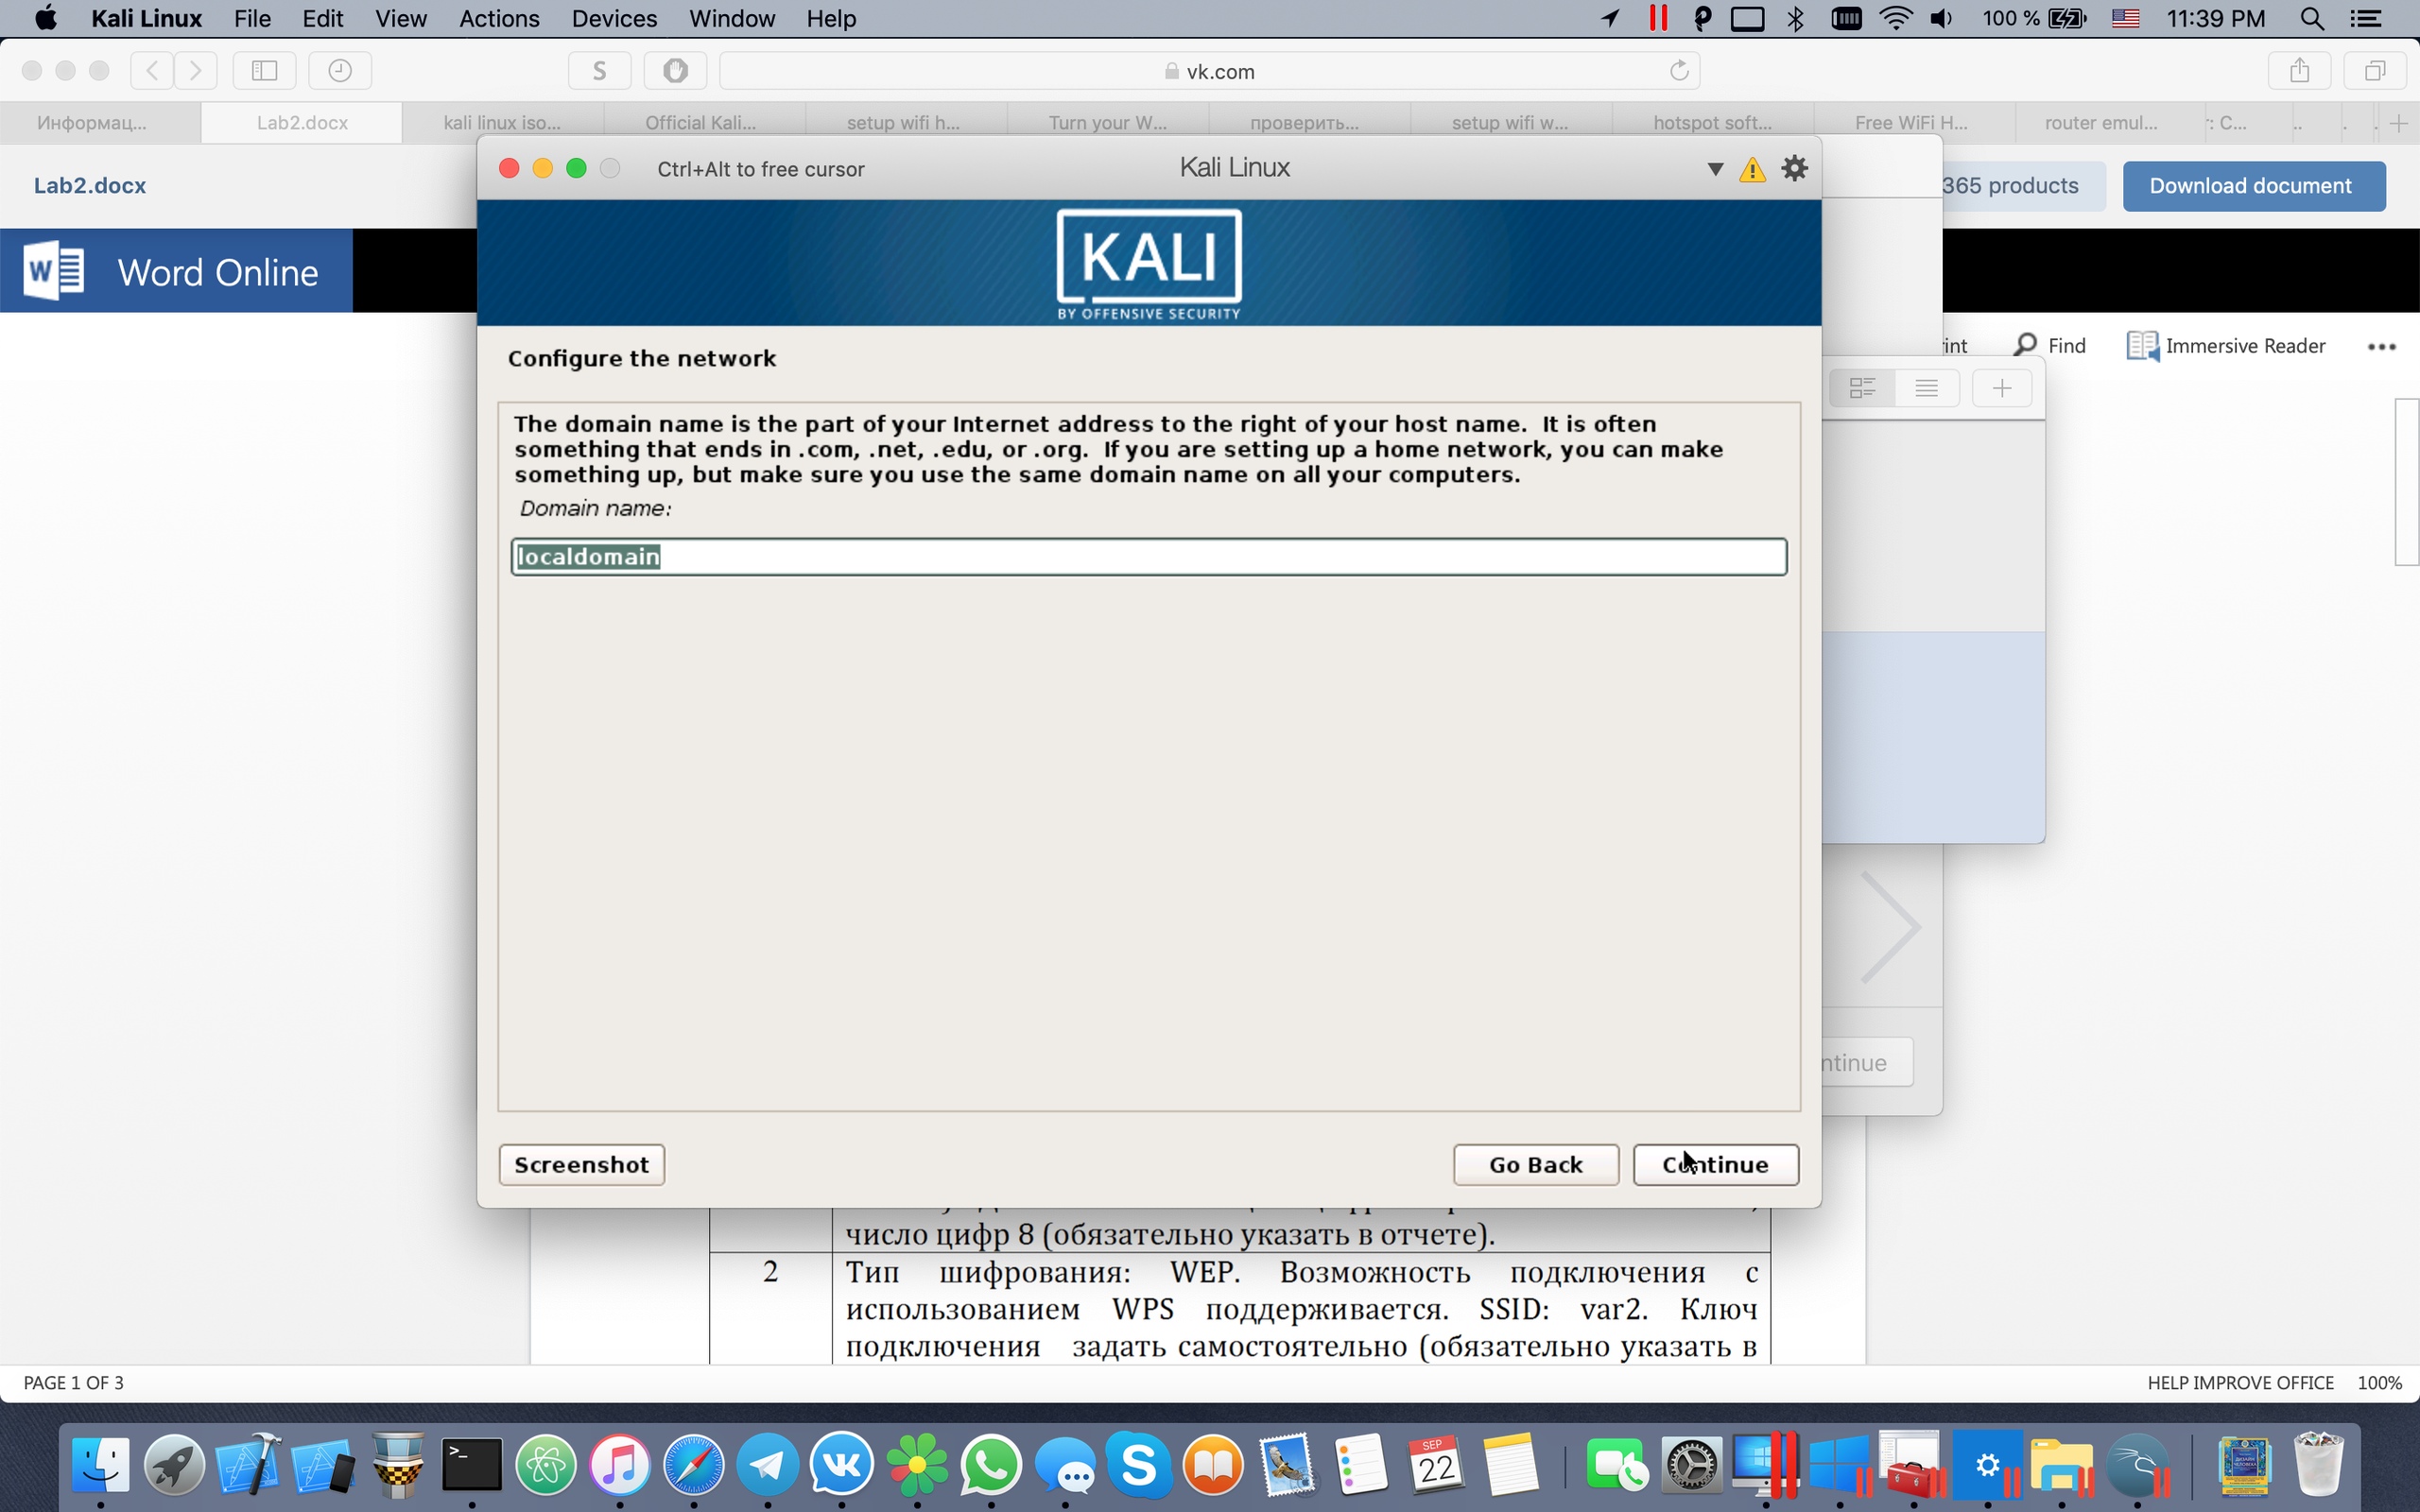 Kali Linux File Edit View Actions Devices Window Help 100 % 11:39 PM
S vk.com
Информац... Lab2.docx kali linux iso... Official Kali... setup wifi h... Turn your W... проверить... setup wifi w... hotspot soft... Free WiFi H... router emul... : C... .. . .
Ctrl+Alt to free cursor Kali Linux
Lab2.docx 365 products Download document
W Word Online
KALI
BY OFFENSIVE SECURITY
int Find Immersive Reader
Configure the network
The domain name is the part of your Internet address to the right of your host name. It is often
something that ends in .com, .net, .edu, or .org. If you are setting up a home network, you can make
something up, but make sure you use the same domain name on all your computers.
Domain name:
localdomain
ntinue
Screenshot Go Back Continue
число цифр 8 (обязательно указать в отчете).
2 Тип шифрования: WEP. Возможность подключения с
использованием WPS поддерживается. SSID: var2. Ключ
подключения задать самостоятельно (обязательно указать в
PAGE 1 OF 3 HELP IMPROVE OFFICE 100%
SEP
22